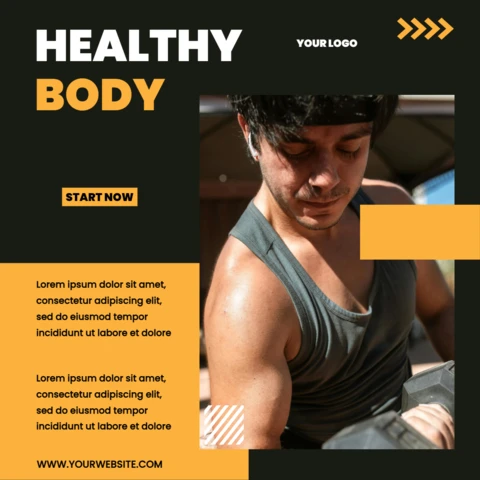 HEALTHY
BODY
YOUR LOGO
START NOW
Lorem ipsum dolor sit amet,
consectetur adipiscing elit,
sed do eiusmod tempor
incididunt ut labore et dolore
Lorem ipsum dolor sit amet,
consectetur adipiscing elit,
sed do eiusmod tempor
incididunt ut labore et dolore
WWW.YOURWEBSITE.COM